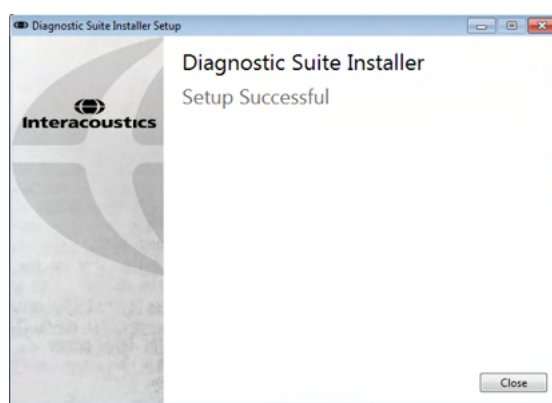 Diagnostic Suite Installer Setup
Diagnostic Suite Installer
Setup Successful
Interacoustics
Close